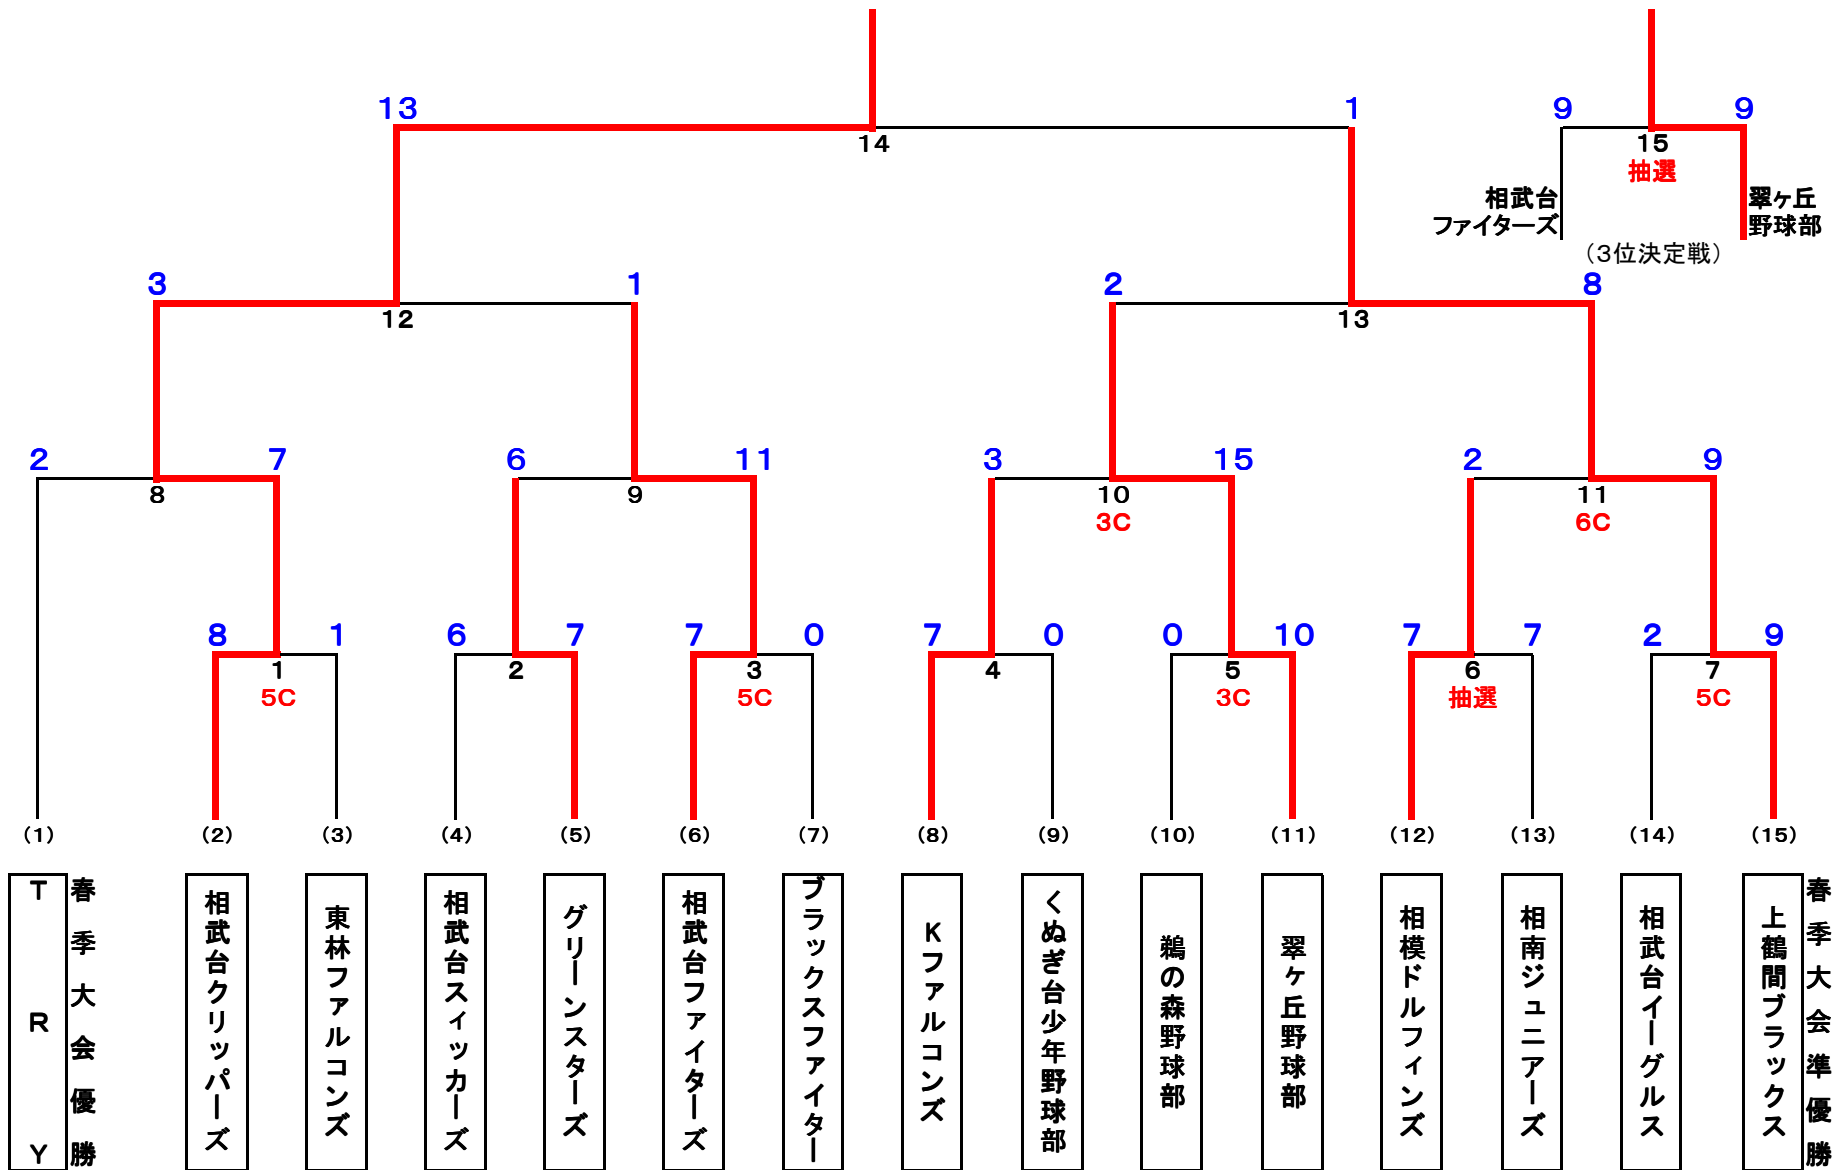 13
1
9
9
14
15
抽選
相武台
ファイターズ
翠ヶ丘
野球部
（3位決定戦）
3
1
2
8
12
13
2
7
6
11
3
15
2
9
8
9
10
11
3C
6C
8
1
6
7
7
0
7
0
0
10
7
7
2
9
1
2
3
4
5
6
7
5C
5C
3C
抽選
5C
（1）
（2）
（3）
（4）
（5）
（6）
（7）
（8）
（9）
（10）
（11）
（12）
（13）
（14）
（15）
TRY
春季大会優勝
相武台クリッパーズ
東林ファルコンズ
相武台スィッカーズ
グリーンスターズ
相武台ファイターズ
ブラックスファイター
Kファルコンズ
くぬぎ台少年野球部
鵜の森野球部
翠ヶ丘野球部
相模ドルフィンズ
相南ジュニアーズ
相武台イーグルス
上鶴間ブラックス
春季大会準優勝